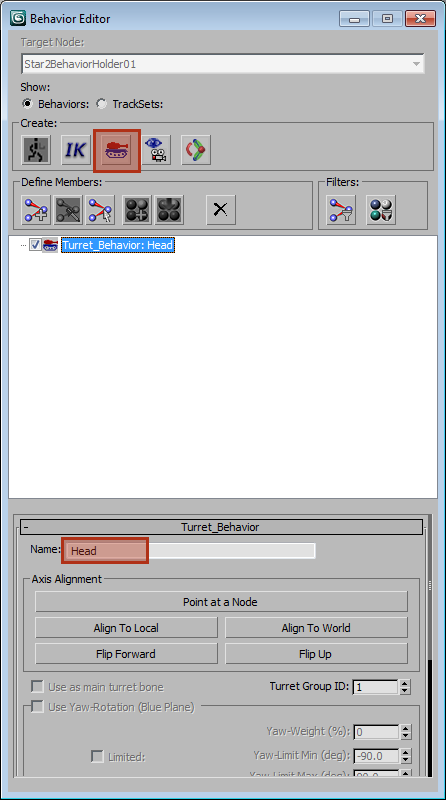 Behavior Editor
Target Node:
Star2BehaviorHolder01
Show:
Behaviors: TrackSets:
Create:
IK
Define Members: Filters:
Turret_Behavior: Head
- Turret_Behavior
Name: Head
Axis Alignment
Point at a Node
Align To Local Align To World
Flip Forward Flip Up
Use as main turret bone Turret Group ID: 1
Use Yaw-Rotation (Blue Plane)
Yaw-Weight (%): 0
Limited: Yaw-Limit Min (deg): -90.0
Yaw-Limit Max (deg): 90.0